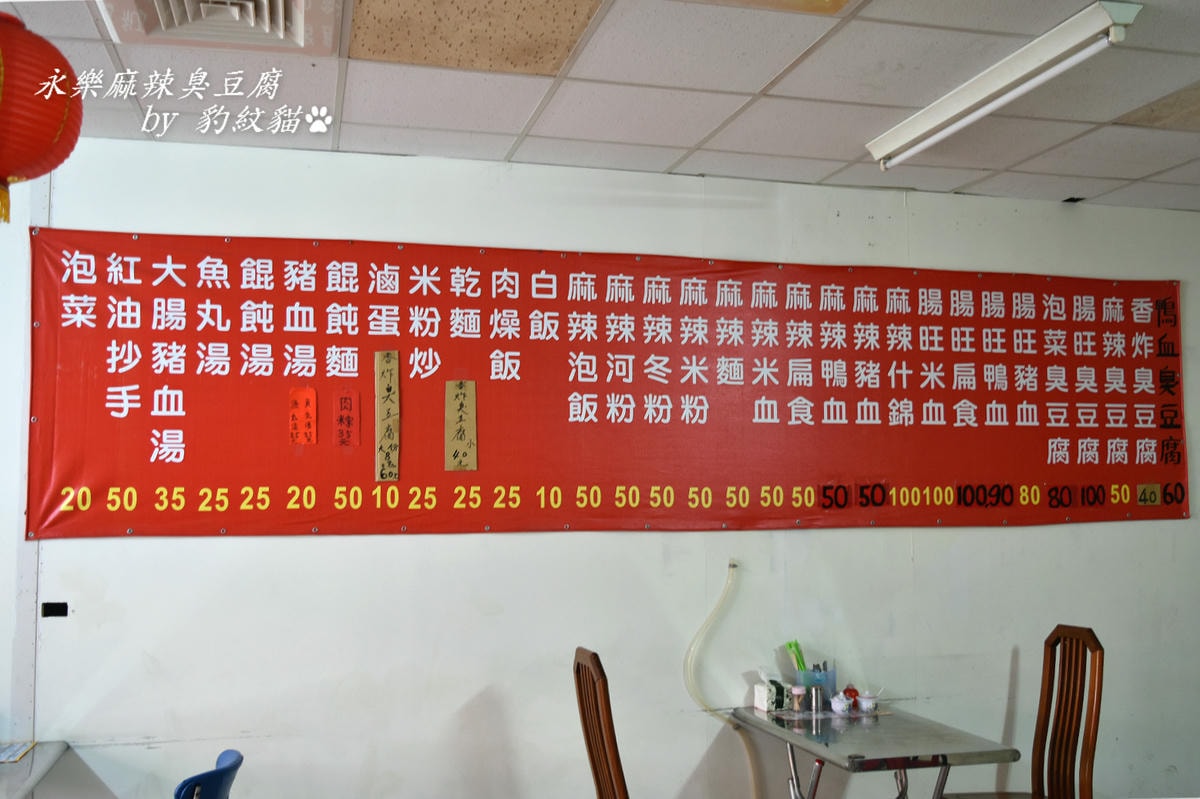 永樂麻辣臭豆腐
by 豹紋貓
鴨血臭豆腐 60
香炸臭豆腐 40
麻辣臭豆腐 50
腸旺臭豆腐 100
泡菜臭豆腐 80
腸旺豬血 80
腸旺鴨血 90
腸旺扁食 100
腸旺米血 100
麻辣什錦 100
麻辣豬血 50
麻辣鴨血 50
麻辣扁食 50
麻辣米血 50
麻辣麵 50
麻辣米粉 50
麻辣冬粉 50
麻辣河粉 50
麻辣泡飯 50
白飯 10
肉燥飯 25
乾麵 25
香炸臭豆腐
小
40元
米粉炒 25
滷蛋 10
香炸臭豆腐
餛飩麵 50
肉粽35
豬血湯 20
餛飩湯 25
魚丸湯 25
大腸豬血湯 35
紅油抄手 50
泡菜 20